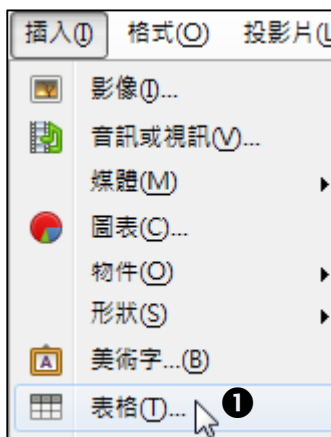 插入(I) 格式(O) 投影片(L
影像(I)...
音訊或視訊(V)...
媒體(M)
圖表(C)...
物件(O)
形狀(S)
美術字...(B)
表格(T)... ❶